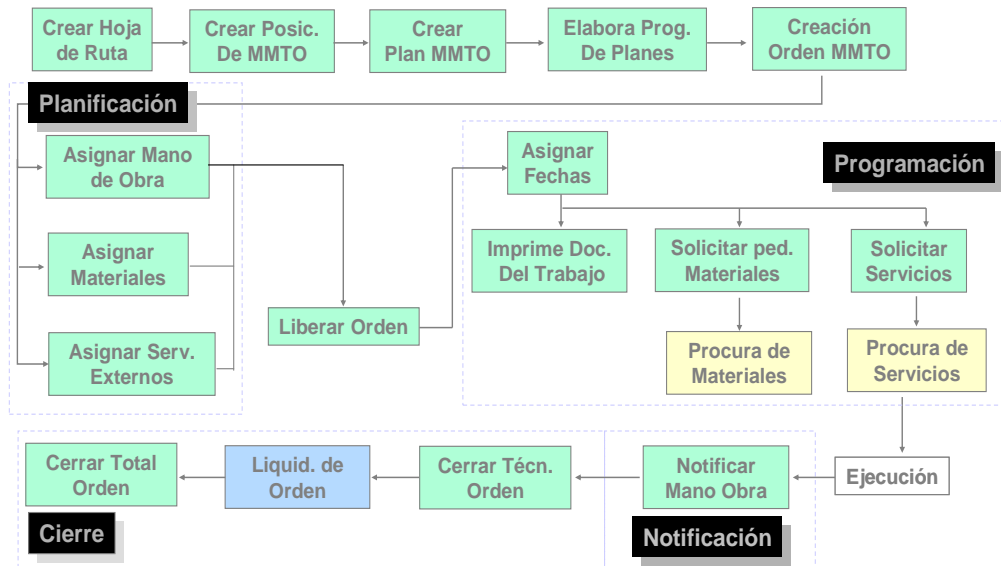 Crear Hoja
de Ruta
Crear Posic.
De MMTO
Crear
Plan MMTO
Elabora Prog.
De Planes
Creación
Orden MMTO
Planificación
Asignar Mano
de Obra
Asignar
Materiales
Asignar Serv.
Externos
Liberar Orden
Asignar
Fechas
Programación
Imprime Doc.
Del Trabajo
Solicitar ped.
Materiales
Solicitar
Servicios
Procura de
Materiales
Procura de
Servicios
Ejecución
Notificar
Mano Obra
Notificación
Cerrar Técn.
Orden
Liquid. de
Orden
Cerrar Total
Orden
Cierre